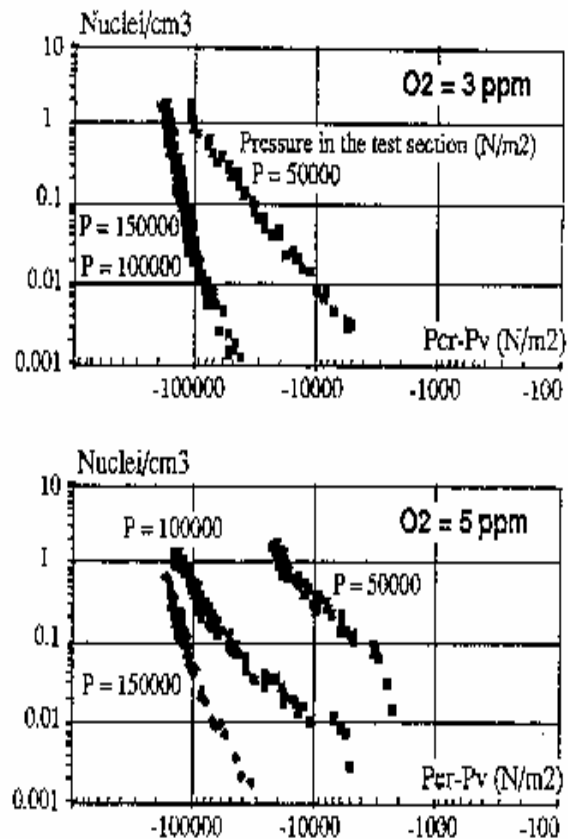 Nuclei/cm3
10
O2 = 3 ppm
1
Pressure in the test section (N/m2)
P = 50000
0.1
P = 150000
P = 100000
0.01
Pcr-Pv (N/m2)
0.001
-100000 -10000 -1000 -100
Nuclei/cm3
10
P = 100000
O2 = 5 ppm
1
P = 50000
0.1
P = 150000
0.01
Pcr-Pv (N/m2)
0.001
-100000 -10000 -1000 -100